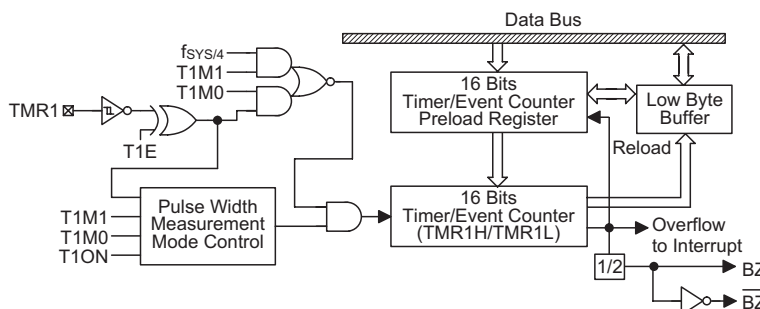 Data Bus
fSYS/4
T1M1
T1M0
TMR1
T1E
16 Bits
Timer/Event Counter
Preload Register
Low Byte
Buffer
Reload
T1M1
T1M0
T1ON
Pulse Width
Measurement
Mode Control
16 Bits
Timer/Event Counter
(TMR1H/TMR1L)
Overflow
to Interrupt
1/2
BZ
BZ